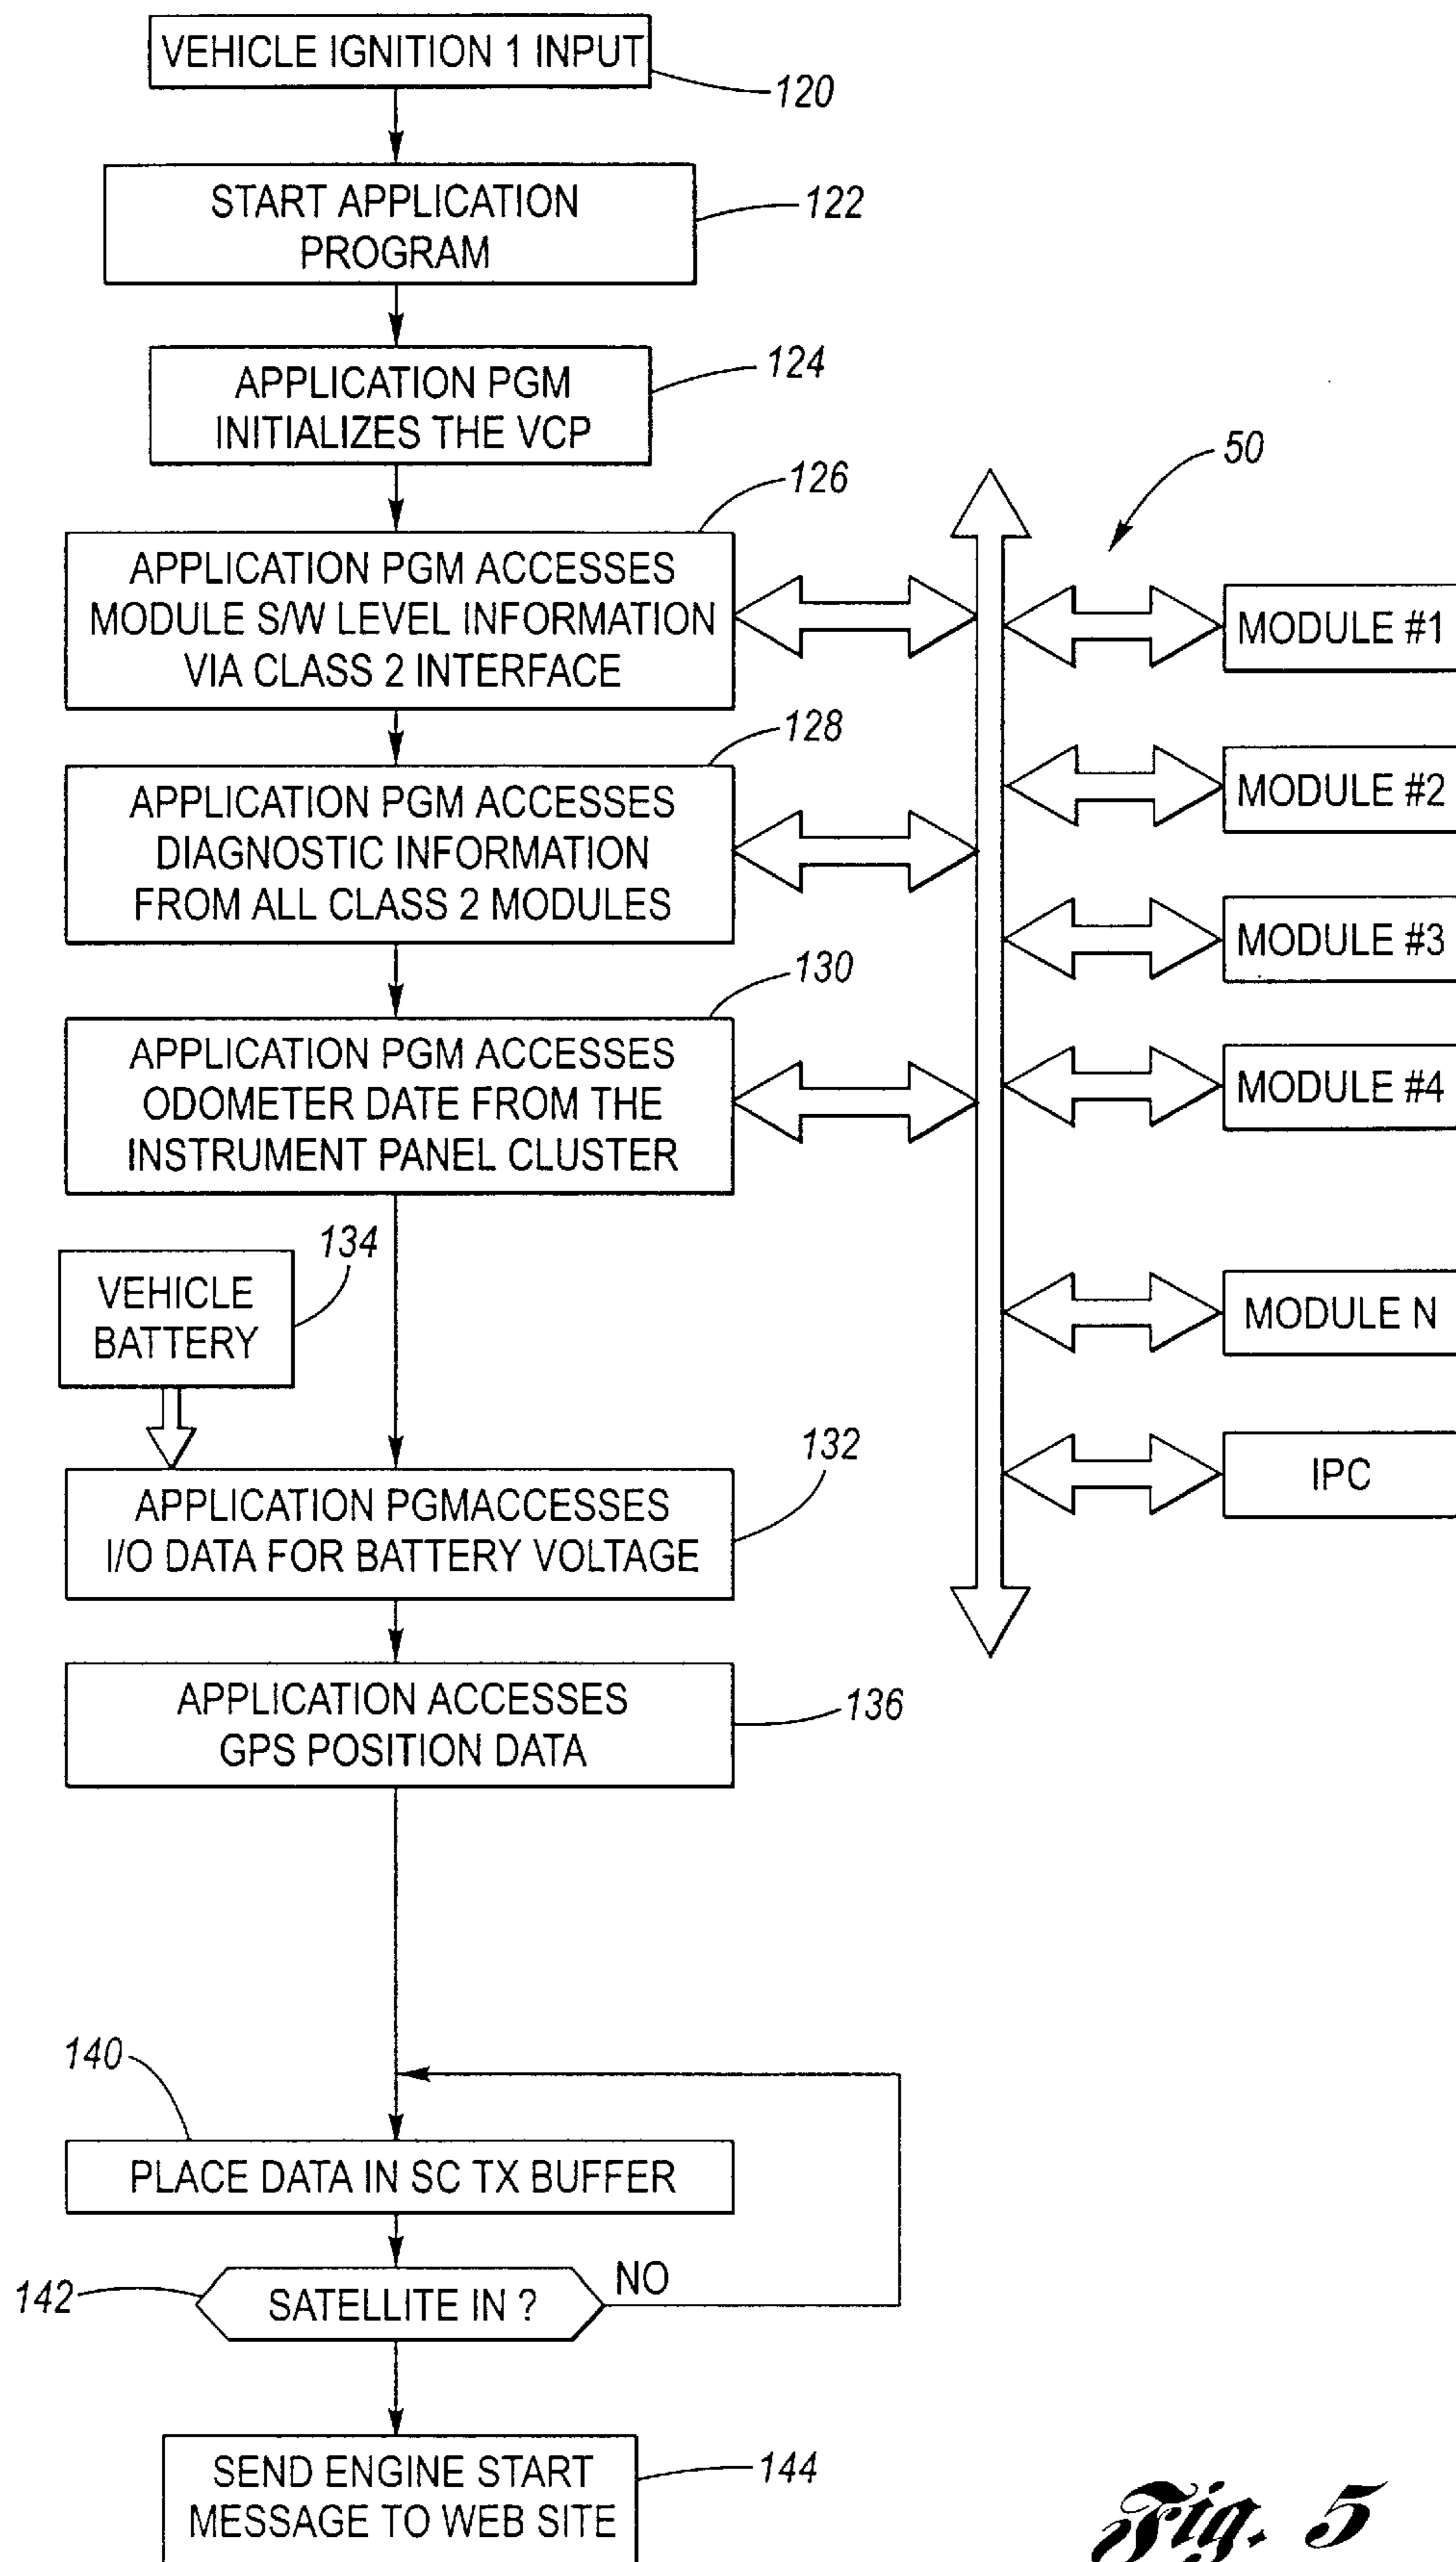 VEHICLE IGNITION 1 INPUT
120
START APPLICATION
PROGRAM
122
APPLICATION PGM
INITIALIZES THE VCP
124
126
APPLICATION PGM ACCESSES
MODULE S/W LEVEL INFORMATION
VIA CLASS 2 INTERFACE
128
APPLICATION PGM ACCESSES
DIAGNOSTIC INFORMATION
FROM ALL CLASS 2 MODULES
130
APPLICATION PGM ACCESSES
ODOMETER DATE FROM THE
INSTRUMENT PANEL CLUSTER
50
MODULE #1
MODULE #2
MODULE #3
MODULE #4
MODULE N
IPC
134
VEHICLE
BATTERY
132
APPLICATION PGMACCESSES
I/O DATA FOR BATTERY VOLTAGE
APPLICATION ACCESSES
GPS POSITION DATA
136
140
PLACE DATA IN SC TX BUFFER
142
SATELLITE IN ?
NO
SEND ENGINE START
MESSAGE TO WEB SITE
144
Fig. 5